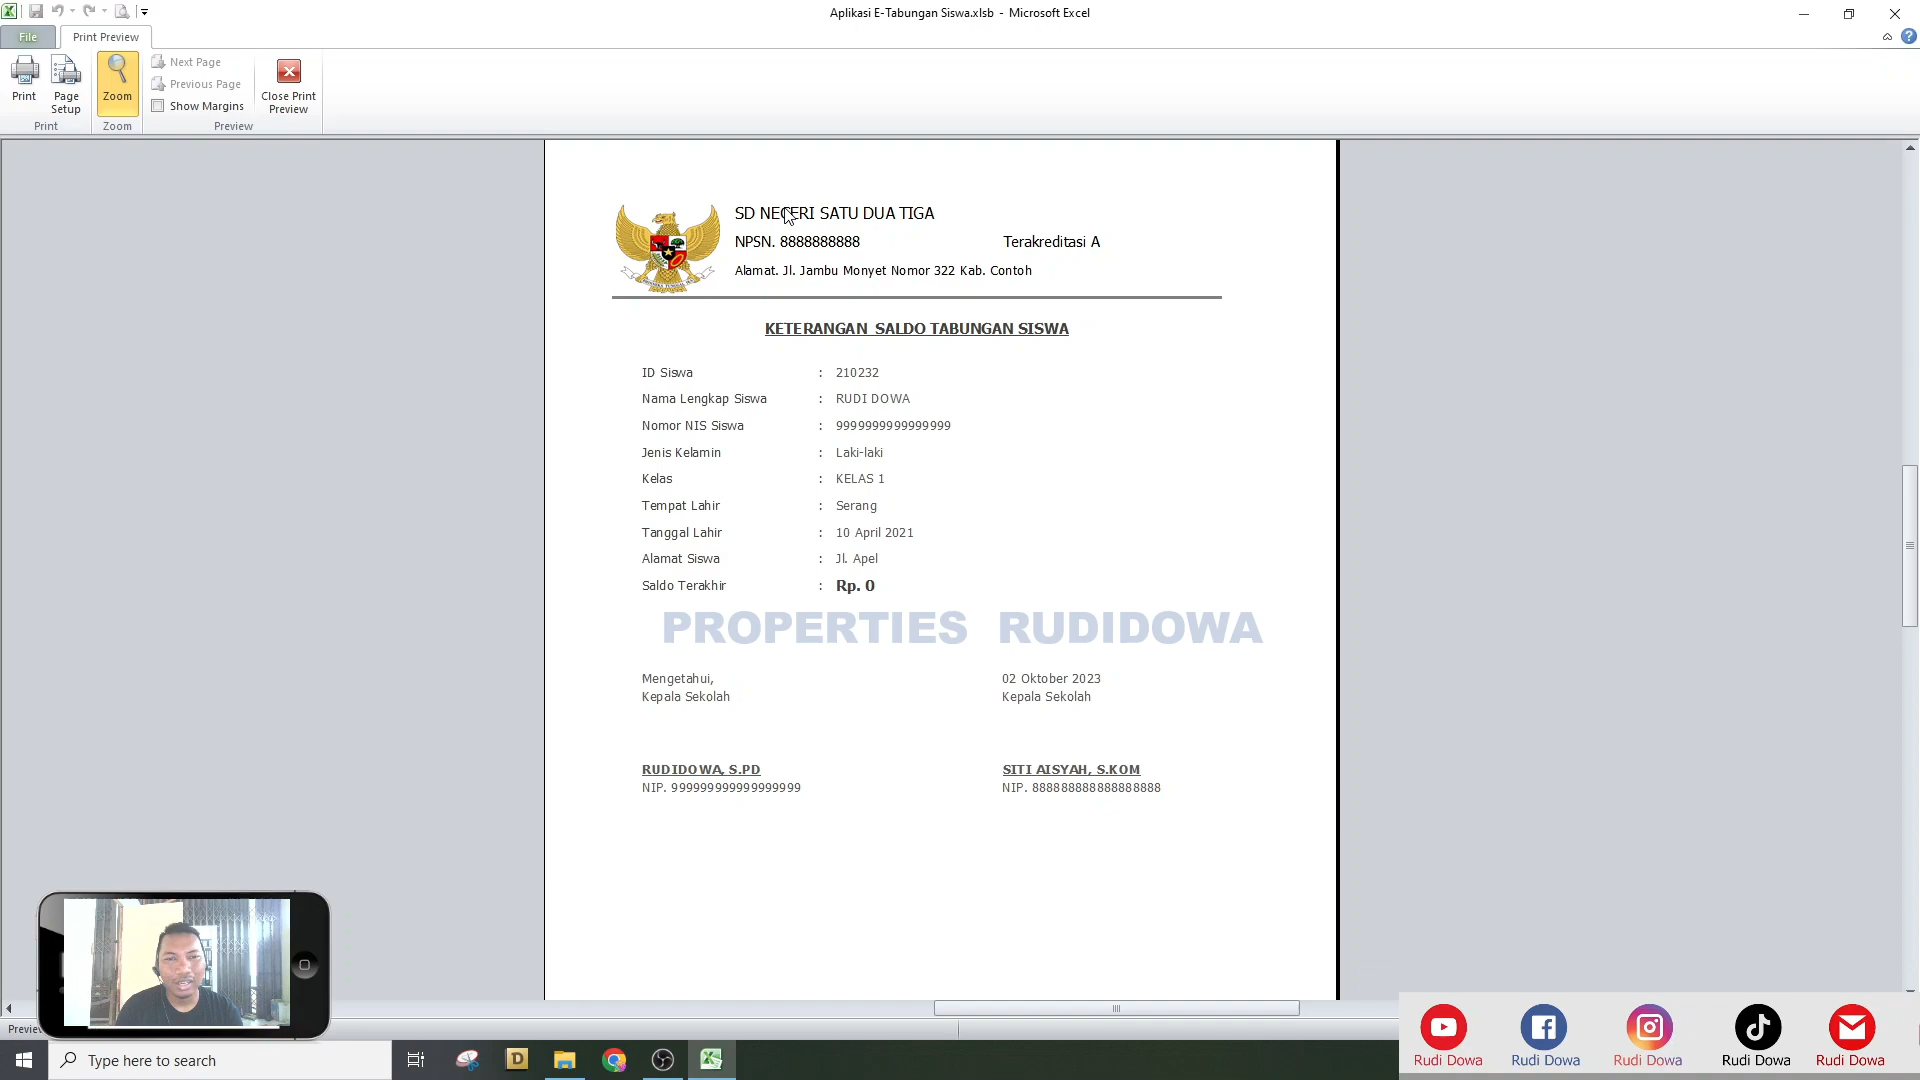 Aplikasi E-Tabungan Siswa.xlsb - Microsoft Excel
File
Print Preview
Print
Page Setup
Zoom
Next Page
Previous Page
Show Margins
Close Print Preview
Print
Zoom
Preview
SD NEGERI SATU DUA TIGA
NPSN. 8888888888 Terakreditasi A
Alamat. Jl. Jambu Monyet Nomor 322 Kab. Contoh
KETERANGAN SALDO TABUNGAN SISWA
ID Siswa : 210232
Nama Lengkap Siswa : RUDI DOWA
Nomor NIS Siswa : 9999999999999999
Jenis Kelamin : Laki-laki
Kelas : KELAS 1
Tempat Lahir : Serang
Tanggal Lahir : 10 April 2021
Alamat Siswa : Jl. Apel
Saldo Terakhir : Rp. 0
PROPERTIES RUDIDOWA
Mengetahui, 02 Oktober 2023
Kepala Sekolah Kepala Sekolah
RUDIDOWA, S.PD SITI AISYAH, S.KOM
NIP. 999999999999999999 NIP. 888888888888888888
Type here to search
Rudi Dowa Rudi Dowa Rudi Dowa Rudi Dowa Rudi Dowa